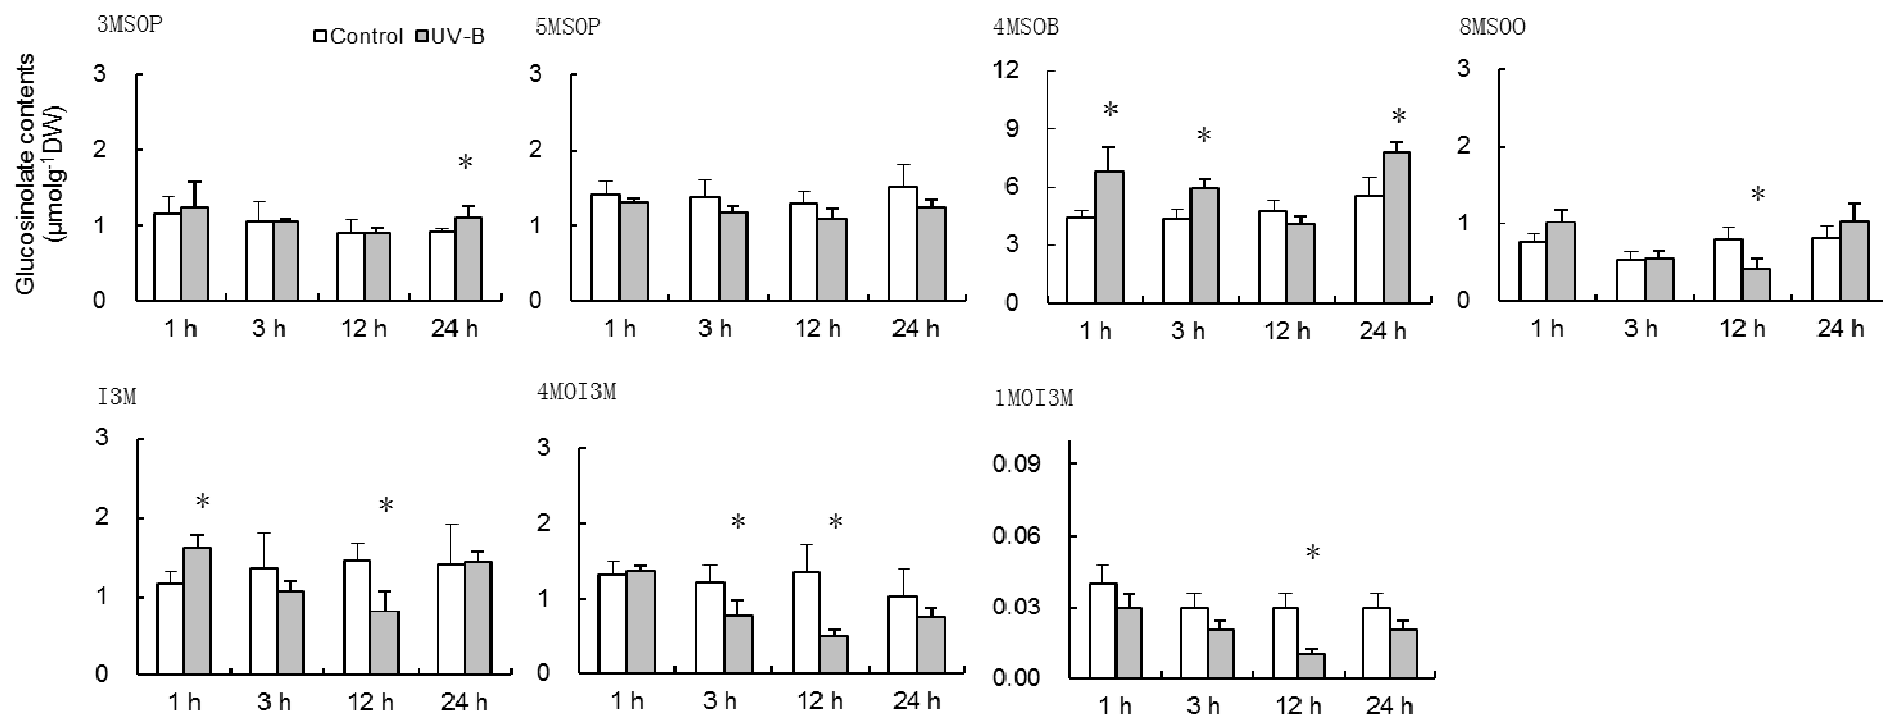 3MSOP
Control UV-B
Glucosinolate contents
(μmolg-1DW)
3
2
1
0
1 h 3 h 12 h 24 h
*
5MSOP
3
2
1
0
1 h 3 h 12 h 24 h
4MSOB
12
9
6
3
0
* * *
1 h 3 h 12 h 24 h
8MSOO
3
2
1
0
*
1 h 3 h 12 h 24 h
I3M
3
2
1
0
* *
1 h 3 h 12 h 24 h
4MOI3M
3
2
1
0
* *
1 h 3 h 12 h 24 h
1MOI3M
0.09
0.06
0.03
0.00
*
1 h 3 h 12 h 24 h